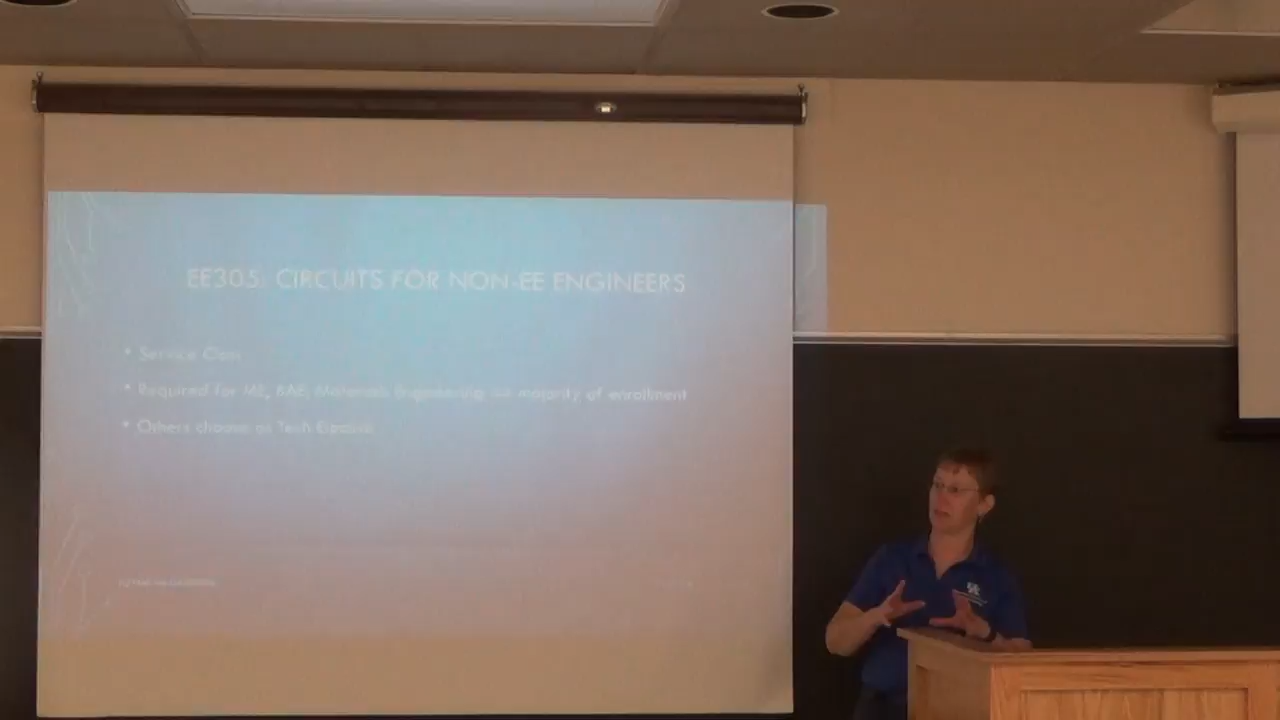 EE305: CIRCUITS FOR NON-EE ENGINEERS
• Service Class
• Required for ME, BAE, Materials Engineering majority of enrollment
• Others choose as Tech Elective
UK